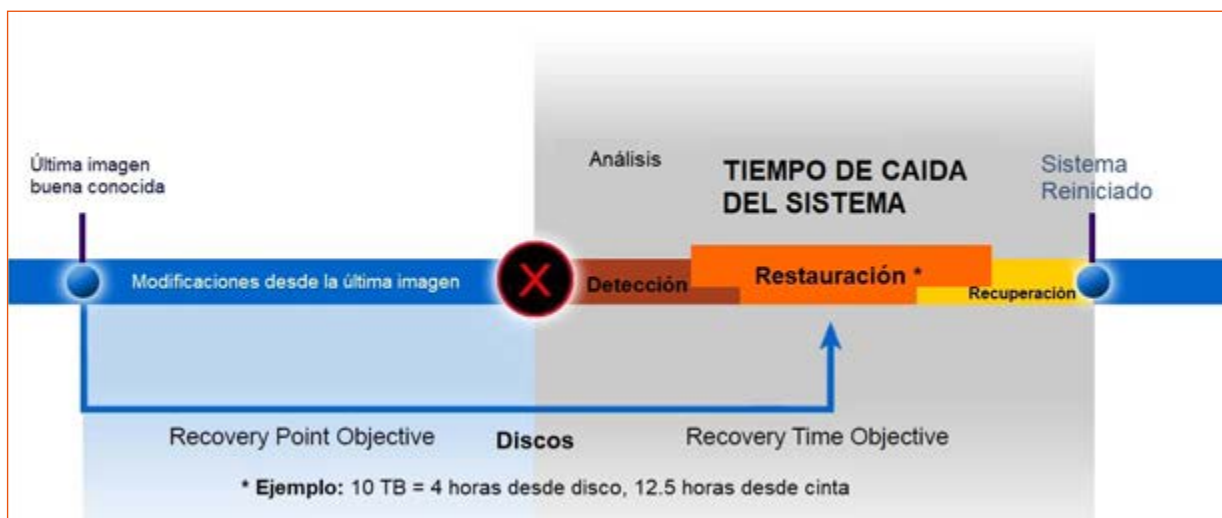 Última imagen
buena conocida
Análisis
TIEMPO DE CAIDA
DEL SISTEMA
Sistema
Reiniciado
Modificaciones desde la última imagen
X
Detección
Restauración *
Recuperación
Recovery Point Objective
Discos
Recovery Time Objective
* Ejemplo: 10 TB = 4 horas desde disco, 12.5 horas desde cinta